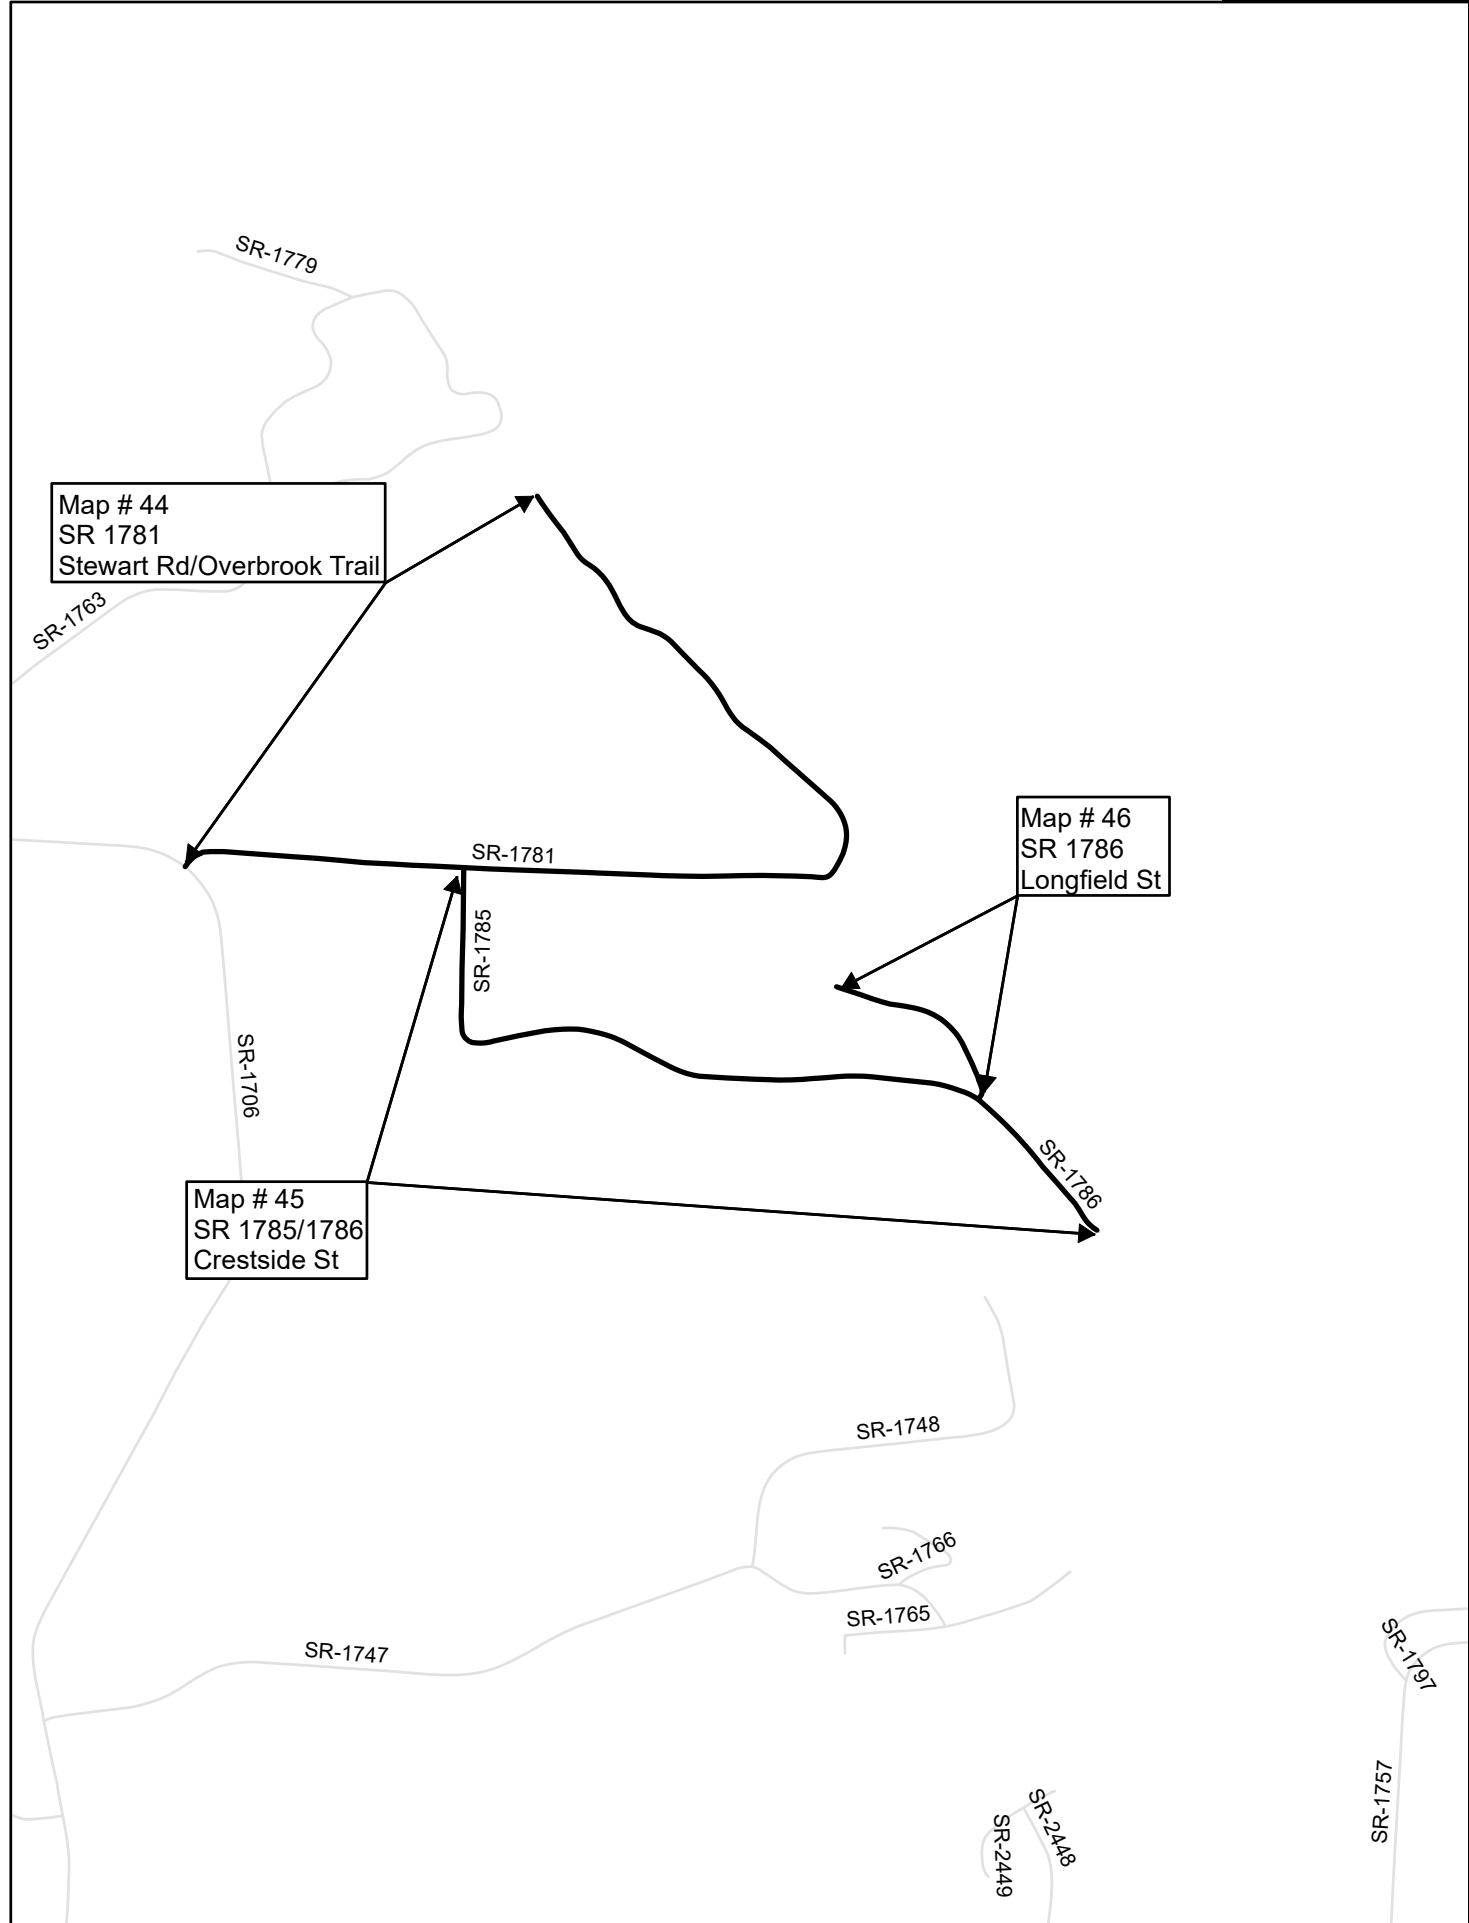 SR-1779
Map # 44
SR 1781
Stewart Rd/Overbrook Trail
SR-1763
Map # 46
SR 1786
Longfield St
SR-1781
SR-1785
SR-1706
SR-1786
Map # 45
SR 1785/1786
Crestside St
SR-1748
SR-1766
SR-1765
SR-1747
SR-1797
SR-1757
SR-2448
SR-2449